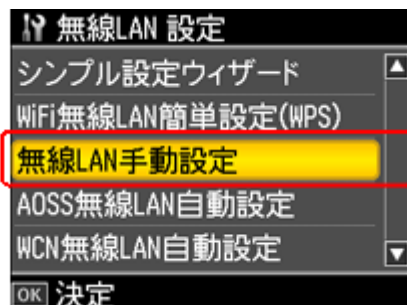 無線LAN 設定
シンプル設定ウィザード
WiFi無線LAN簡単設定(WPS)
無線LAN手動設定
AOSS無線LAN自動設定
WCN無線LAN自動設定
OK 決定